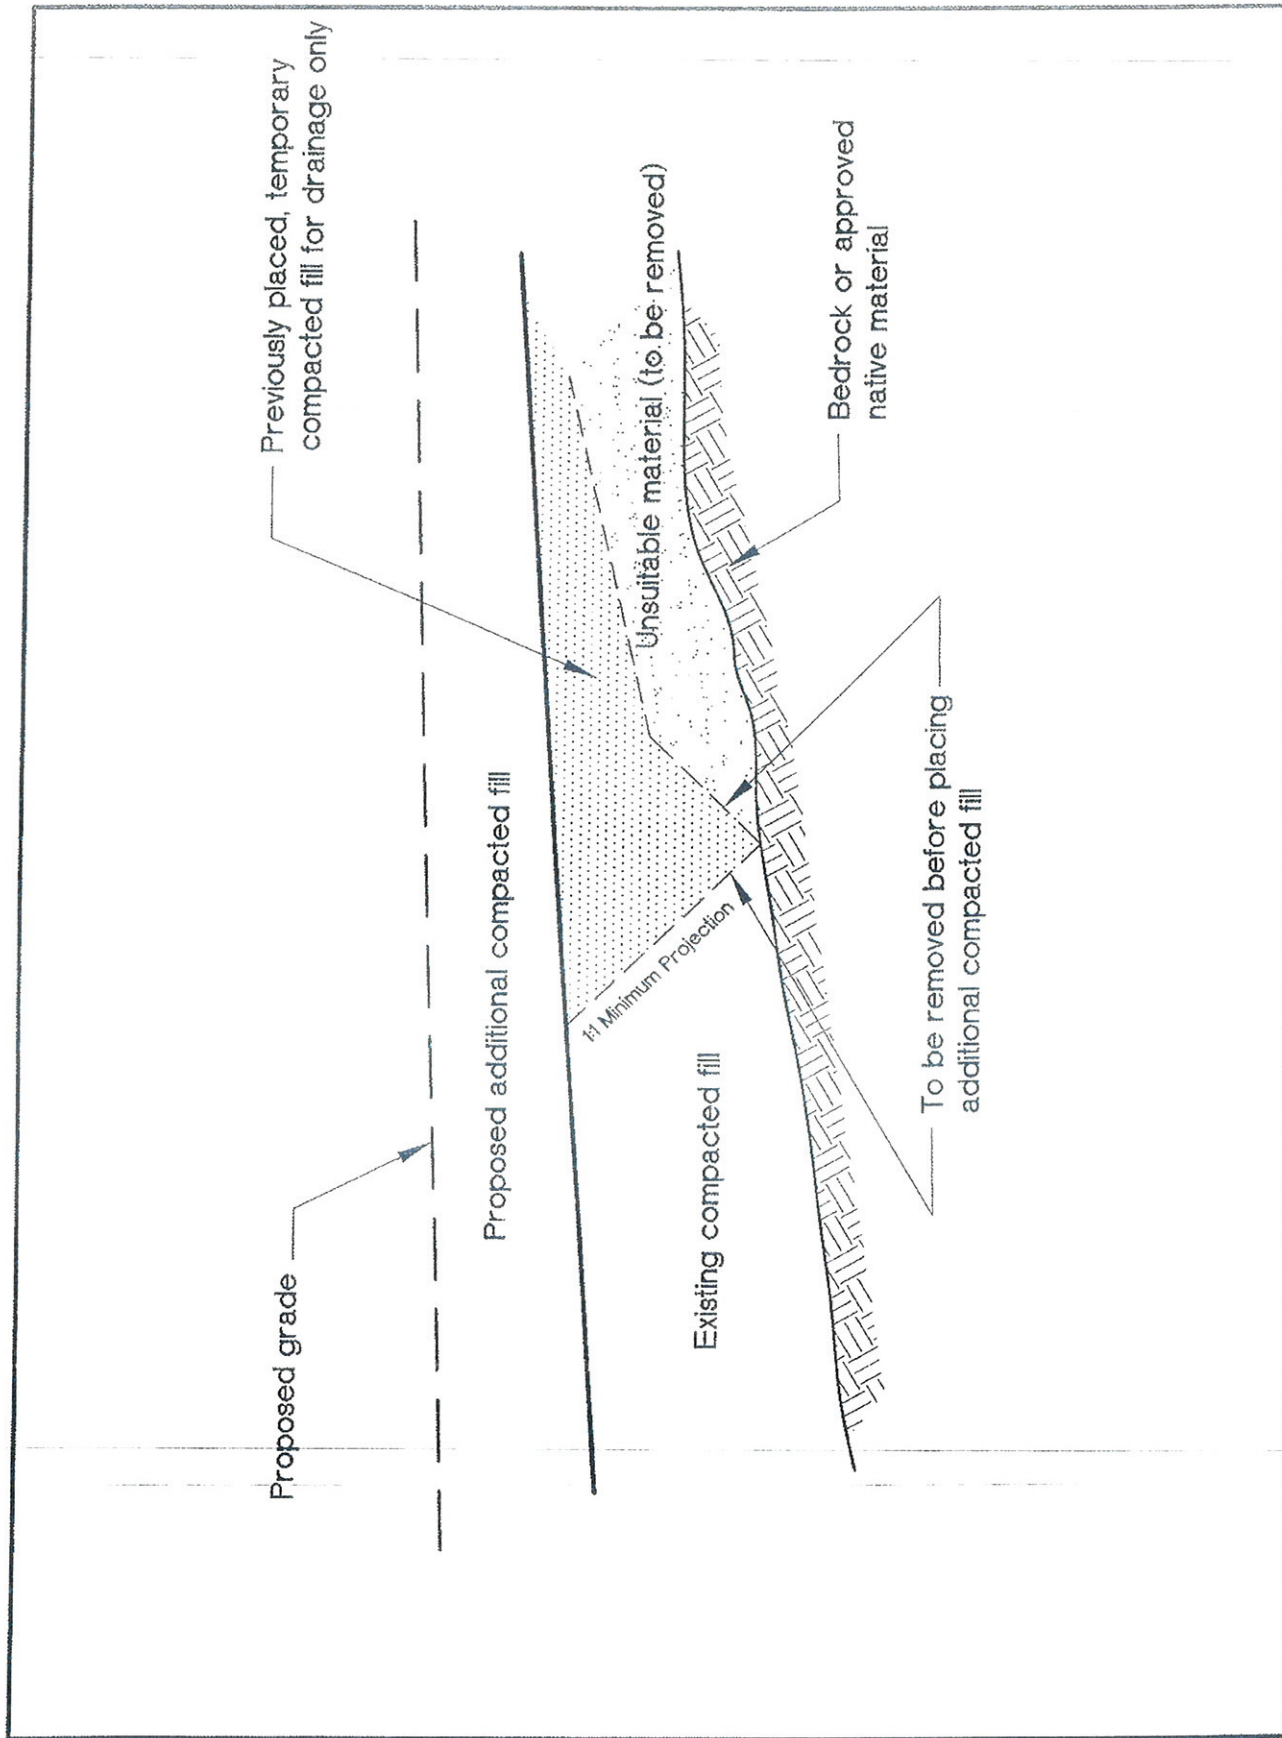 Proposed grade
Previously placed, temporary
compacted fill for drainage only
Proposed additional compacted fill
Unsuitable material (to be removed)
1:1 Minimum Projection
Existing compacted fill
Bedrock or approved
native material
To be removed before placing
additional compacted fill